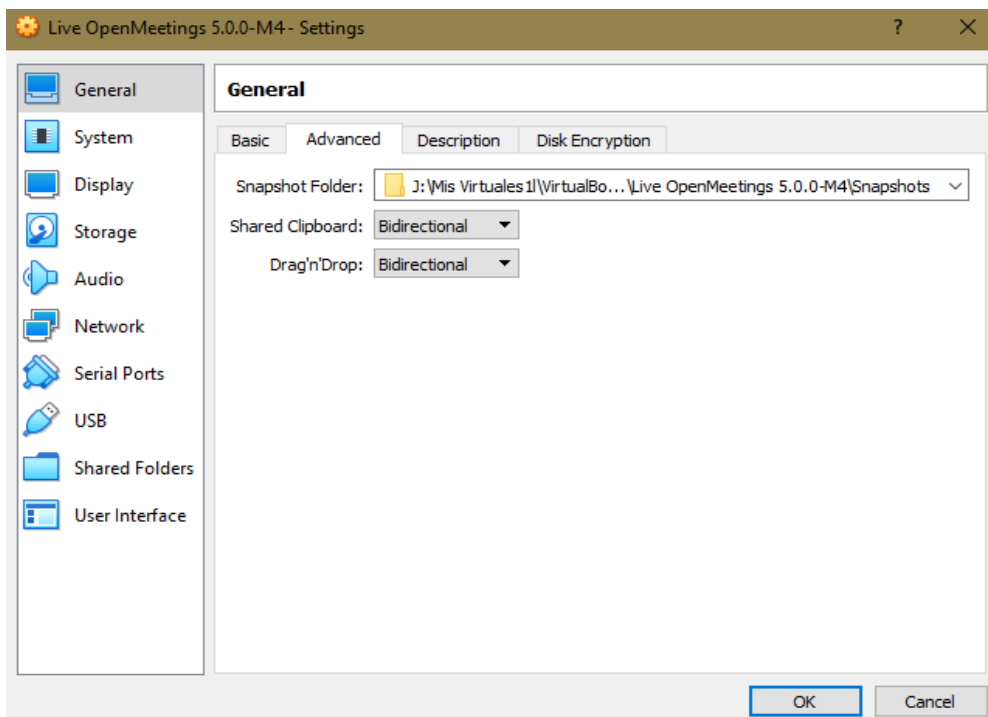 Live OpenMeetings 5.0.0-M4 - Settings
?
General
System
Display
Storage
Audio
Network
Serial Ports
USB
Shared Folders
User Interface
General
Basic Advanced Description Disk Encryption
Snapshot Folder: J:\Mis Virtuales1l\VirtualBo...\Live OpenMeetings 5.0.0-M4\Snapshots
Shared Clipboard: Bidirectional
Drag'n'Drop: Bidirectional
OK Cancel